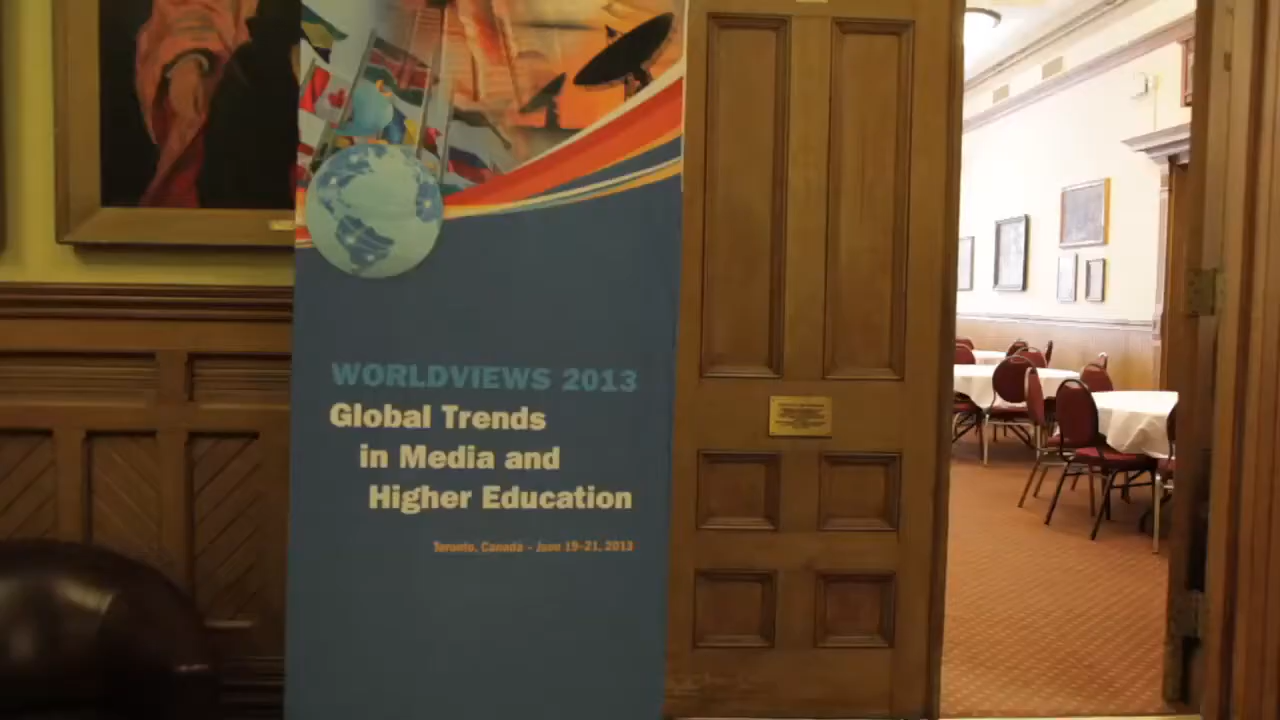 WORLDVIEWS 2013
Global Trends
in Media and
Higher Education
Toronto, Canada - June 19-21, 2013